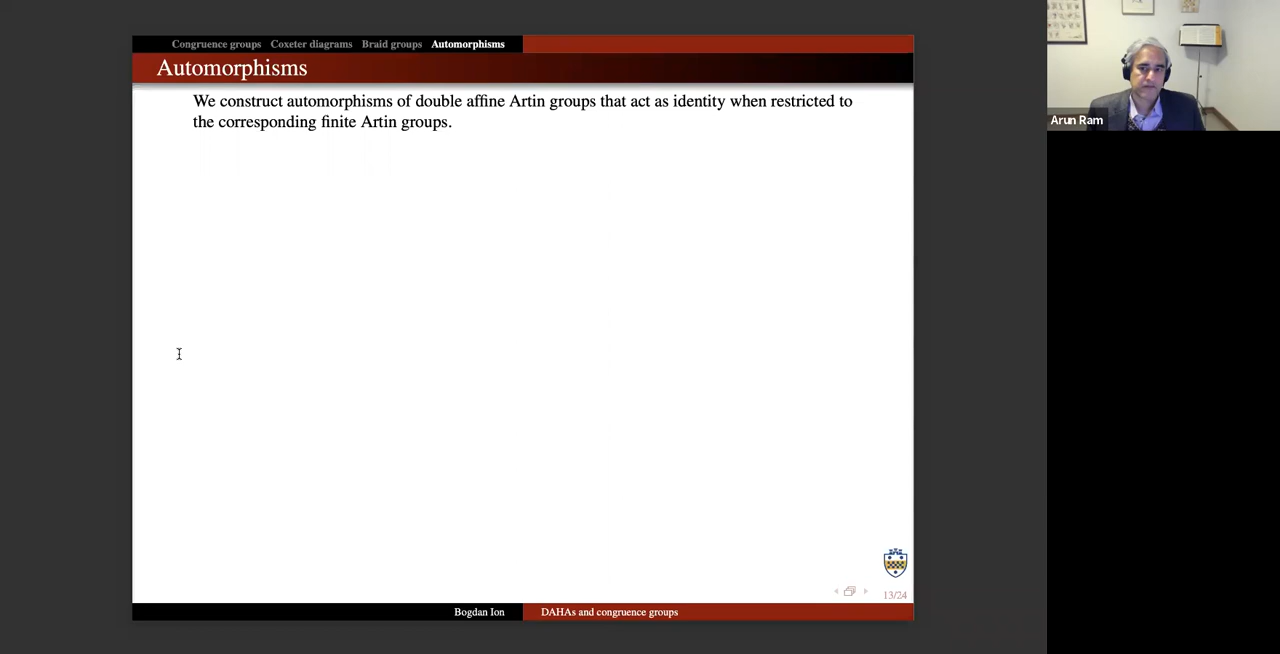 Congruence groups Coxeter diagrams Braid groups Automorphisms
Automorphisms
We construct automorphisms of double affine Artin groups that act as identity when restricted to
the corresponding finite Artin groups.
Arun Ram
13/24
Bogdan Ion DAHAs and congruence groups